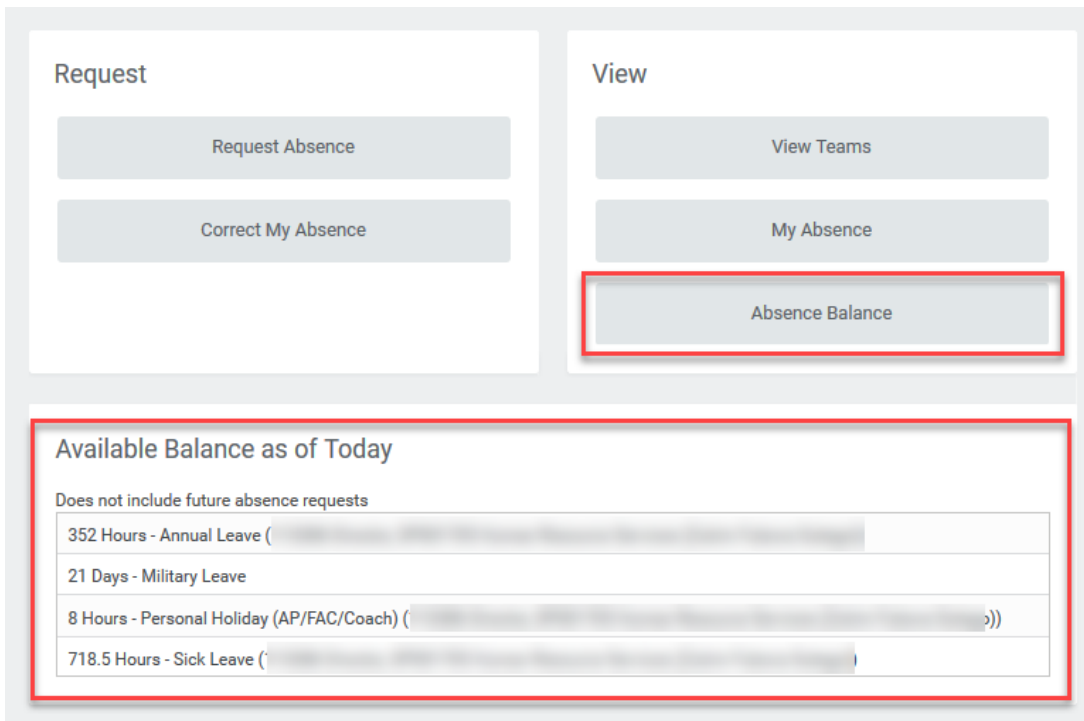 Request
Request Absence
Correct My Absence
View
View Teams
My Absence
Absence Balance
Available Balance as of Today
Does not include future absence requests
352 Hours - Annual Leave (
21 Days - Military Leave
8 Hours - Personal Holiday (AP/FAC/Coach) ( ))
718.5 Hours - Sick Leave ( )